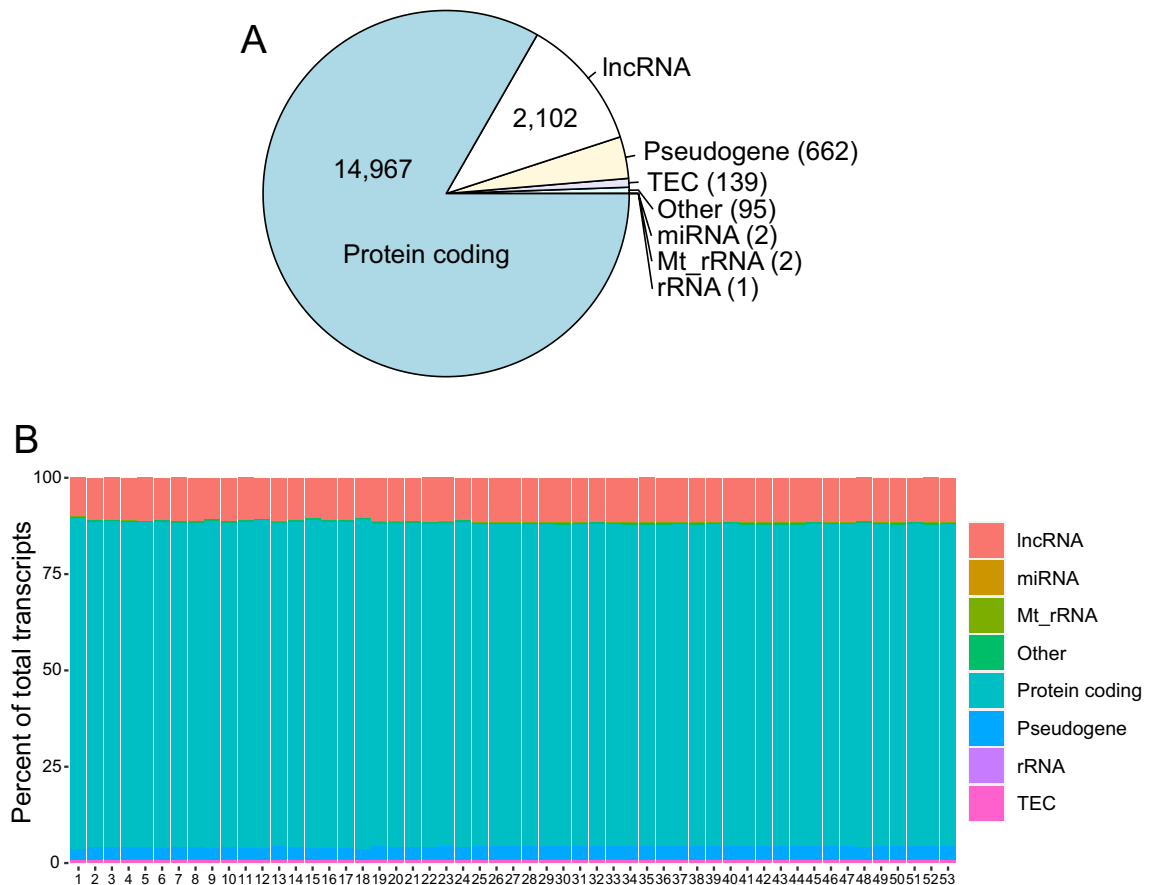 A
lncRNA
2,102
Pseudogene (662)
14,967
TEC (139)
Other (95)
miRNA (2)
Protein coding
Mt_rRNA (2)
rRNA (1)
B
Percent of total transcripts
100
75
50
25
0
1 2 3 4 5 6 7 8 9 10 11 12 13 14 15 16 17 18 19 20 21 22 23 24 25 26 27 28 29 30 31 32 33 34 35 36 37 38 39 40 41 42 43 44 45 46 47 48 49 50 51 52 53
lncRNA
miRNA
Mt_rRNA
Other
Protein coding
Pseudogene
rRNA
TEC